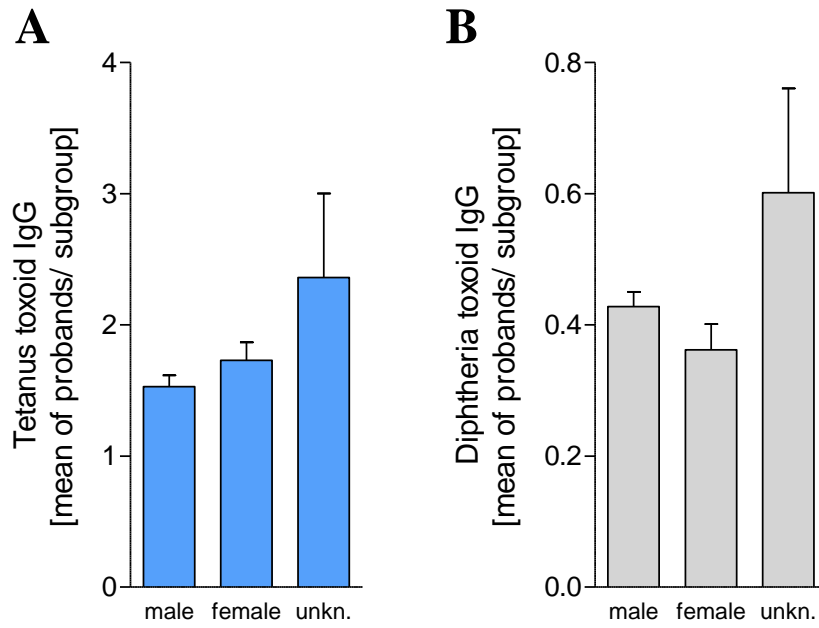 A
Tetanus toxoid IgG
[mean of probands/ subgroup]
4
3
2
1
0
male female unkn.
B
Diphtheria toxoid IgG
[mean of probands/ subgroup]
0.8
0.6
0.4
0.2
0.0
male female unkn.